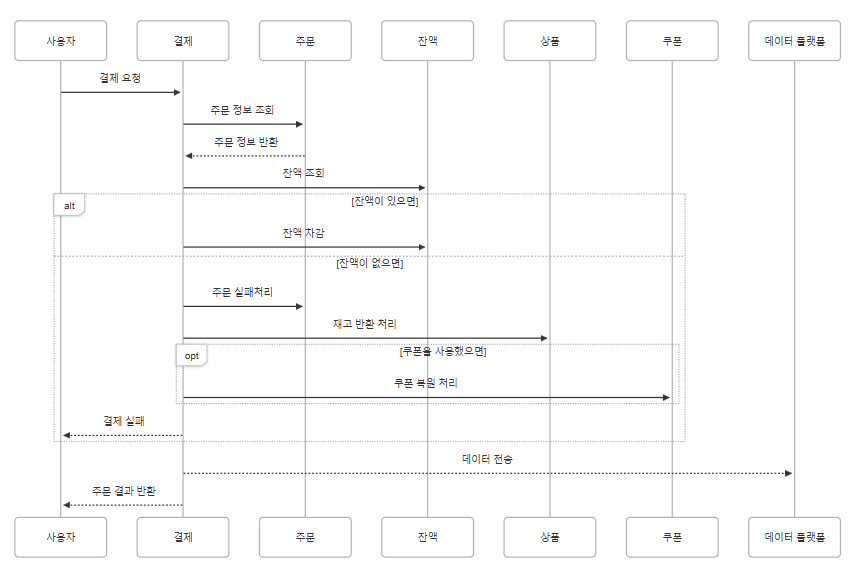 사용자
결제
주문
잔액
상품
쿠폰
데이터 플랫폼
결제 요청
주문 정보 조회
주문 정보 반환
잔액 조회
alt
[잔액이 있으면]
잔액 차감
[잔액이 없으면]
주문 실패처리
재고 반환 처리
opt
[쿠폰을 사용했으면]
쿠폰 복원 처리
결제 실패
데이터 전송
주문 결과 반환
사용자
결제
주문
잔액
상품
쿠폰
데이터 플랫폼